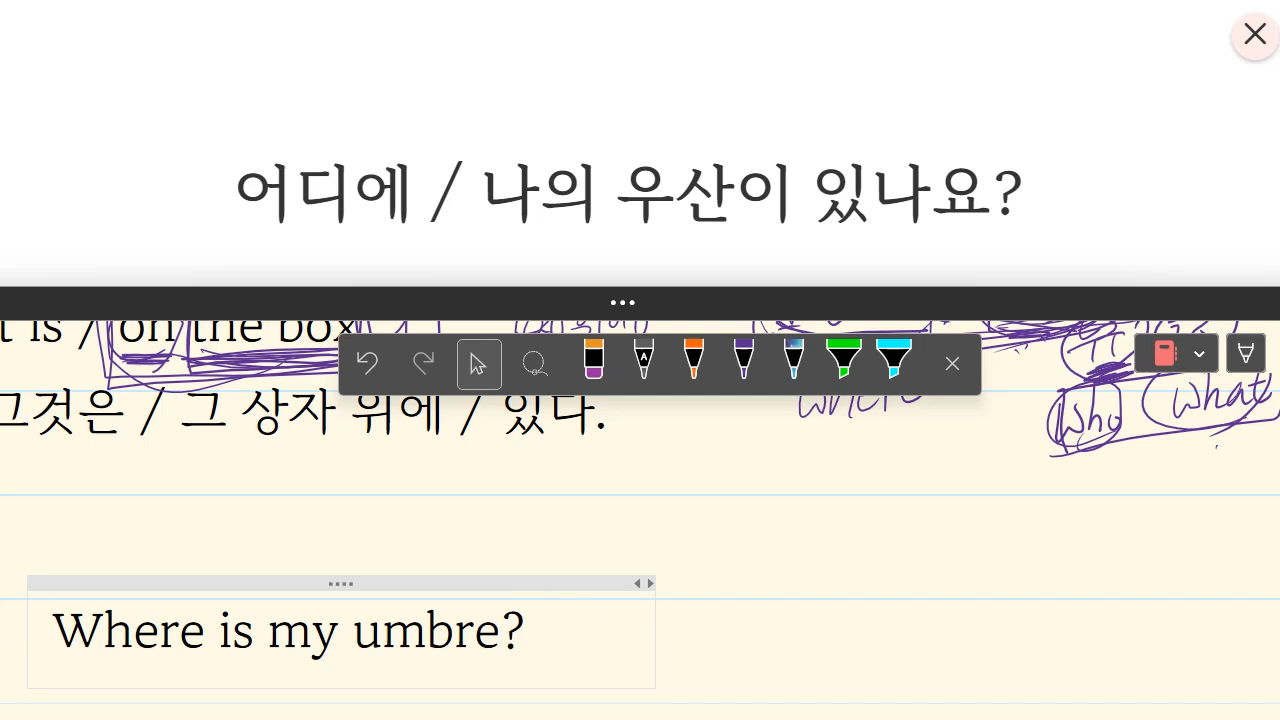 어디에 / 나의 우산이 있나요?
t is / on the box
그것은 / 그 상자 위에 / 있다.
where
who what
Where is my umbre?